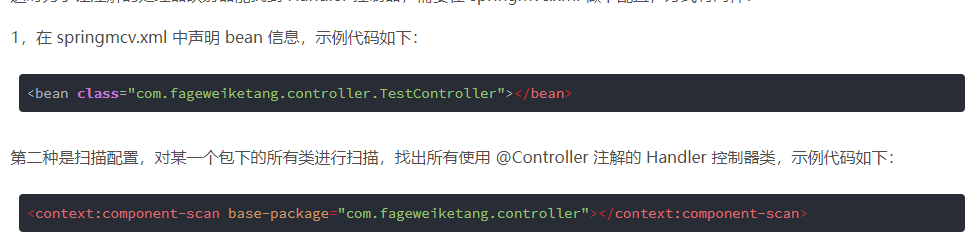 1，在 springmcv.xml 中声明 bean 信息，示例代码如下：
<bean class="com.fageweiketang.controller.TestController"></bean>
第二种是扫描配置，对某一个包下的所有类进行扫描，找出所有使用 @Controller 注解的 Handler 控制器类，示例代码如下：
<context:component-scan base-package="com.fageweiketang.controller"></context:component-scan>